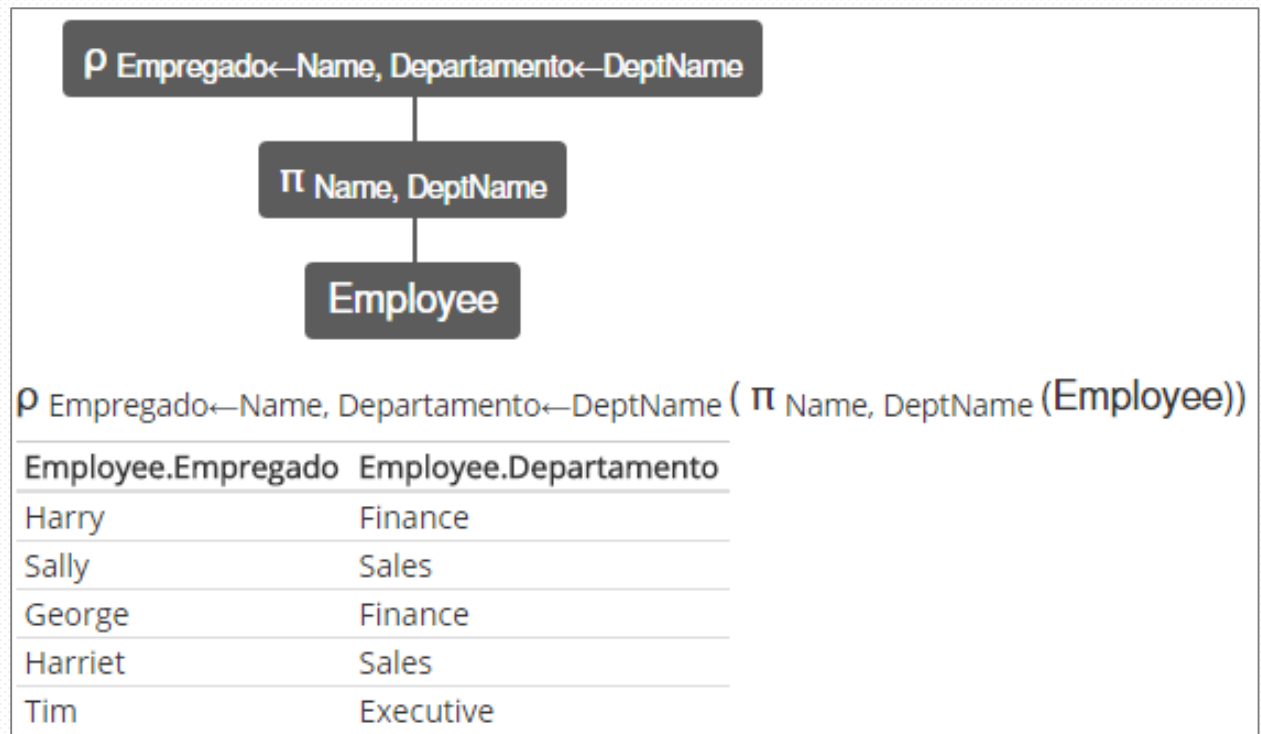 ρ Empregado←Name, Departamento←DeptName
π Name, DeptName
Employee
ρ Empregado←Name, Departamento←DeptName ( π Name, DeptName (Employee))
Employee.Empregado Employee.Departamento
Harry Finance
Sally Sales
George Finance
Harriet Sales
Tim Executive